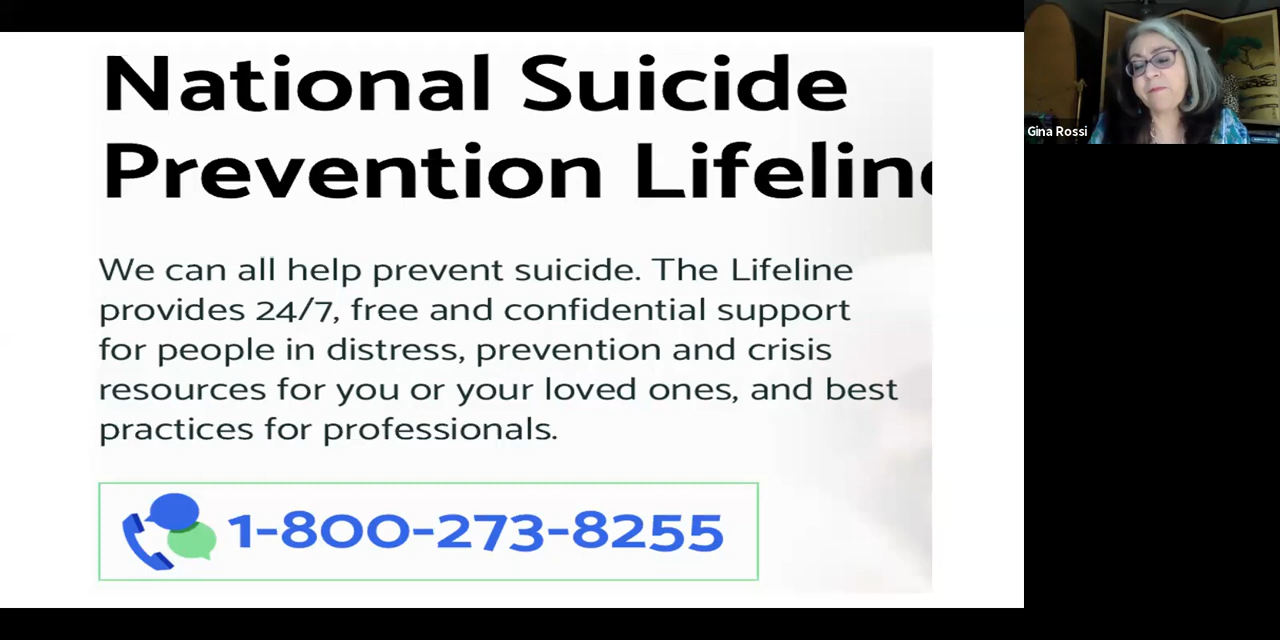 National Suicide
Prevention Lifeline
We can all help prevent suicide. The Lifeline
provides 24/7, free and confidential support
for people in distress, prevention and crisis
resources for you or your loved ones, and best
practices for professionals.
1-800-273-8255
Gina Rossi